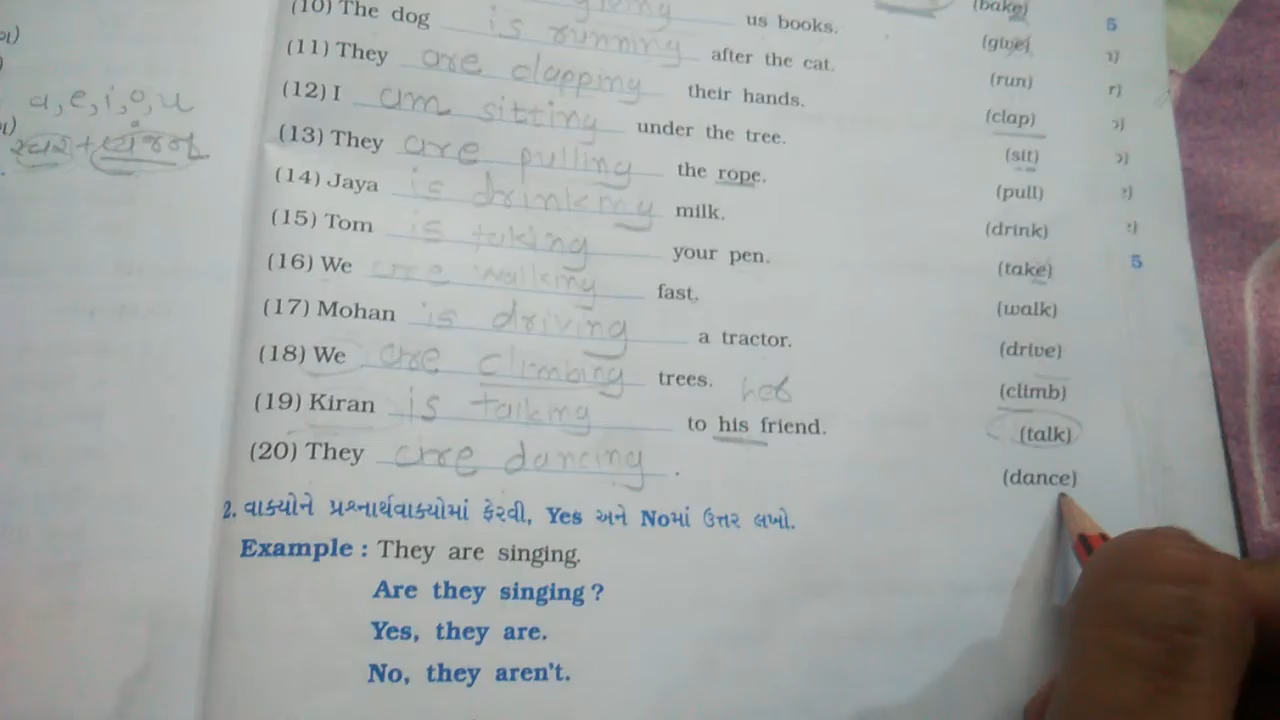 us books. (bake)
(10) The dog is running after the cat. (give)
(11) They are clapping their hands. (run)
(12) I am sitting under the tree. (clap)
(13) They are pulling the rope. (sit)
(14) Jaya is drinking milk. (pull)
(15) Tom is taking your pen. (drink)
(16) We are walking fast. (take)
(17) Mohan is driving a tractor. (walk)
(18) We are climbing trees. (drive)
(19) Kiran is talking to his friend. (climb)
(20) They are dancing. (talk)
(dance)
2. વાક્યોને પ્રશ્નાર્થવાક્યોમાં ફેરવી, Yes અને Noમાં ઉત્તર લખો.
Example : They are singing.
Are they singing ?
Yes, they are.
No, they aren't.
a, e, i, o, u
સ્વર + વ્યંજન
5
5